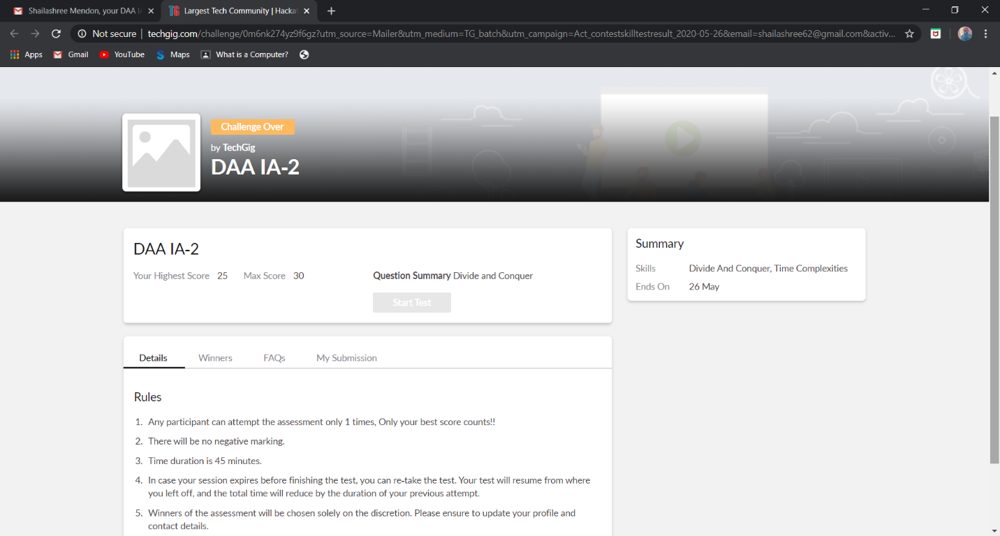 Shailashree Mendon, your DAA IA
Largest Tech Community | Hackat
Not secure | techgig.com/challenge/0m6nk274yz9f6gz?utm_source=Mailer&utm_medium=TG_batch&utm_campaign=Act_contestskilltestresult_2020-05-26&email=shailashree62@gmail.com&activ...
Apps Gmail YouTube Maps What is a Computer?
Challenge Over
by TechGig
DAA IA-2
DAA IA-2
Your Highest Score 25 Max Score 30 Question Summary Divide and Conquer
Start Test
Summary
Skills Divide And Conquer, Time Complexities
Ends On 26 May
Details Winners FAQs My Submission
Rules
1. Any participant can attempt the assessment only 1 times, Only your best score counts!!
2. There will be no negative marking.
3. Time duration is 45 minutes.
4. In case your session expires before finishing the test, you can re-take the test. Your test will resume from where
you left off, and the total time will reduce by the duration of your previous attempt.
5. Winners of the assessment will be chosen solely on the discretion. Please ensure to update your profile and
contact details.